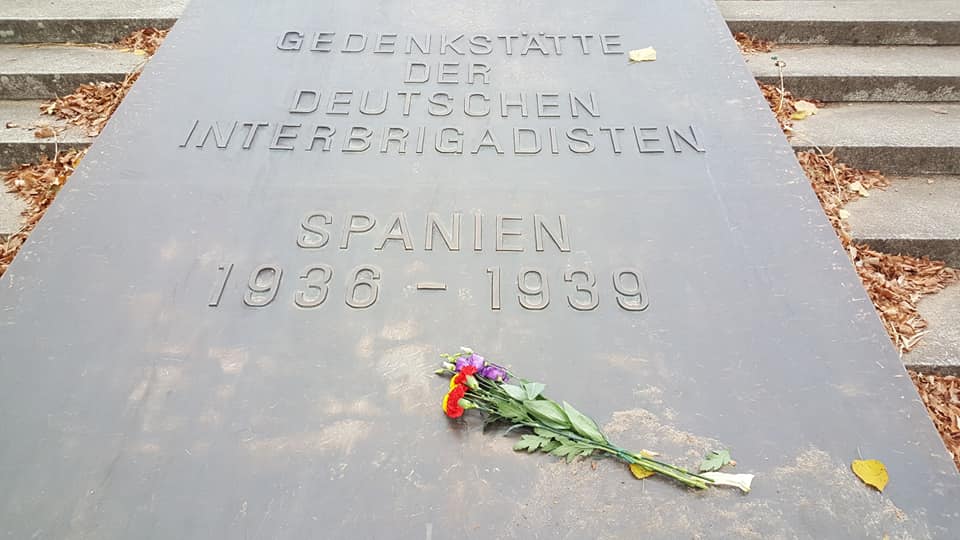 GEDENKSTÄTTE
DER
DEUTSCHEN
INTERBRIGADISTEN
SPANIEN
1936 - 1939